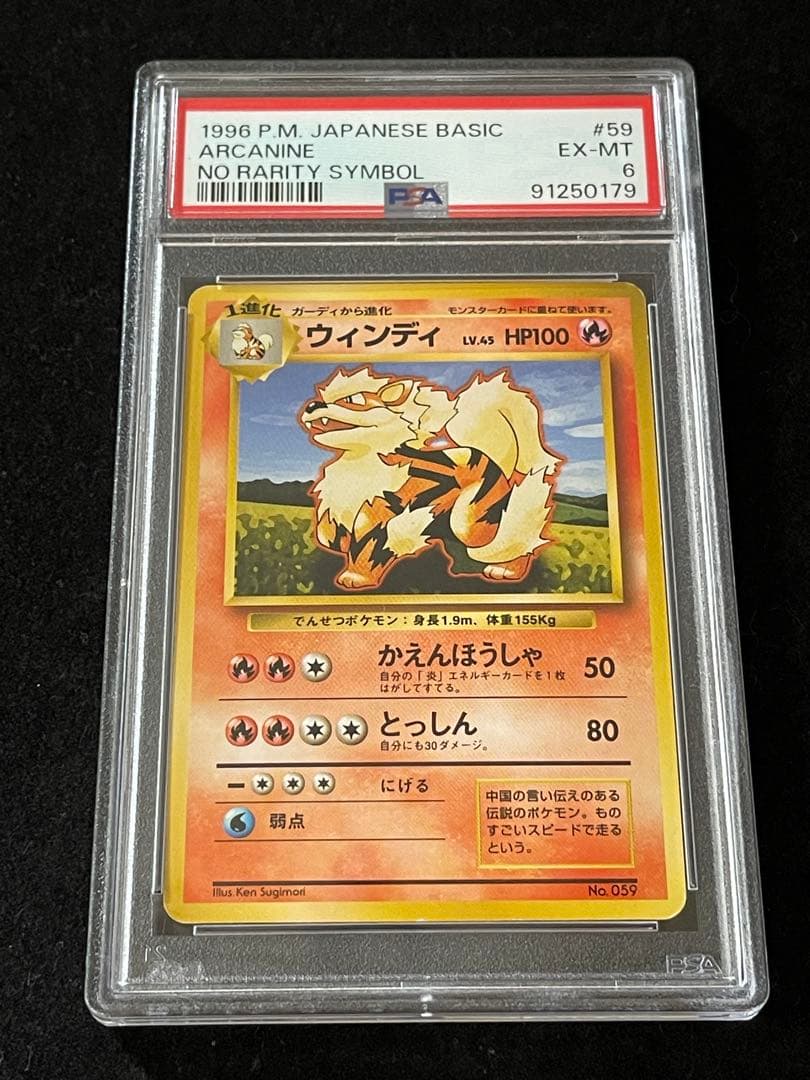 1996 P.M. JAPANESE BASIC #59
ARCANINE EX-MT
NO RARITY SYMBOL 6
PSA 91250179
1進化 ガーディから進化 モンスターカードに重ねて使います。
ウィンディ LV.45 HP100
でんせつポケモン：身長1.9m、体重155Kg
かえんほうしゃ 50
自分の「炎」エネルギーカードを1枚
はがしてすてる。
とっしん 80
自分にも30ダメージ。
にげる
弱点
中国の言い伝えのある
伝説のポケモン。もの
すごいスピードで走る
という。
Illus. Ken Sugimori No. 059
PSA